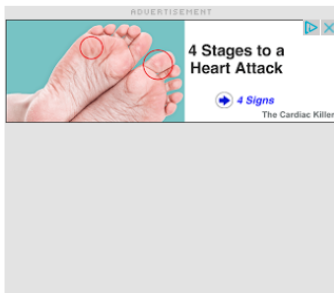 ADVERTISEMENT
4 Stages to a
Heart Attack
4 Signs
The Cardiac Killer